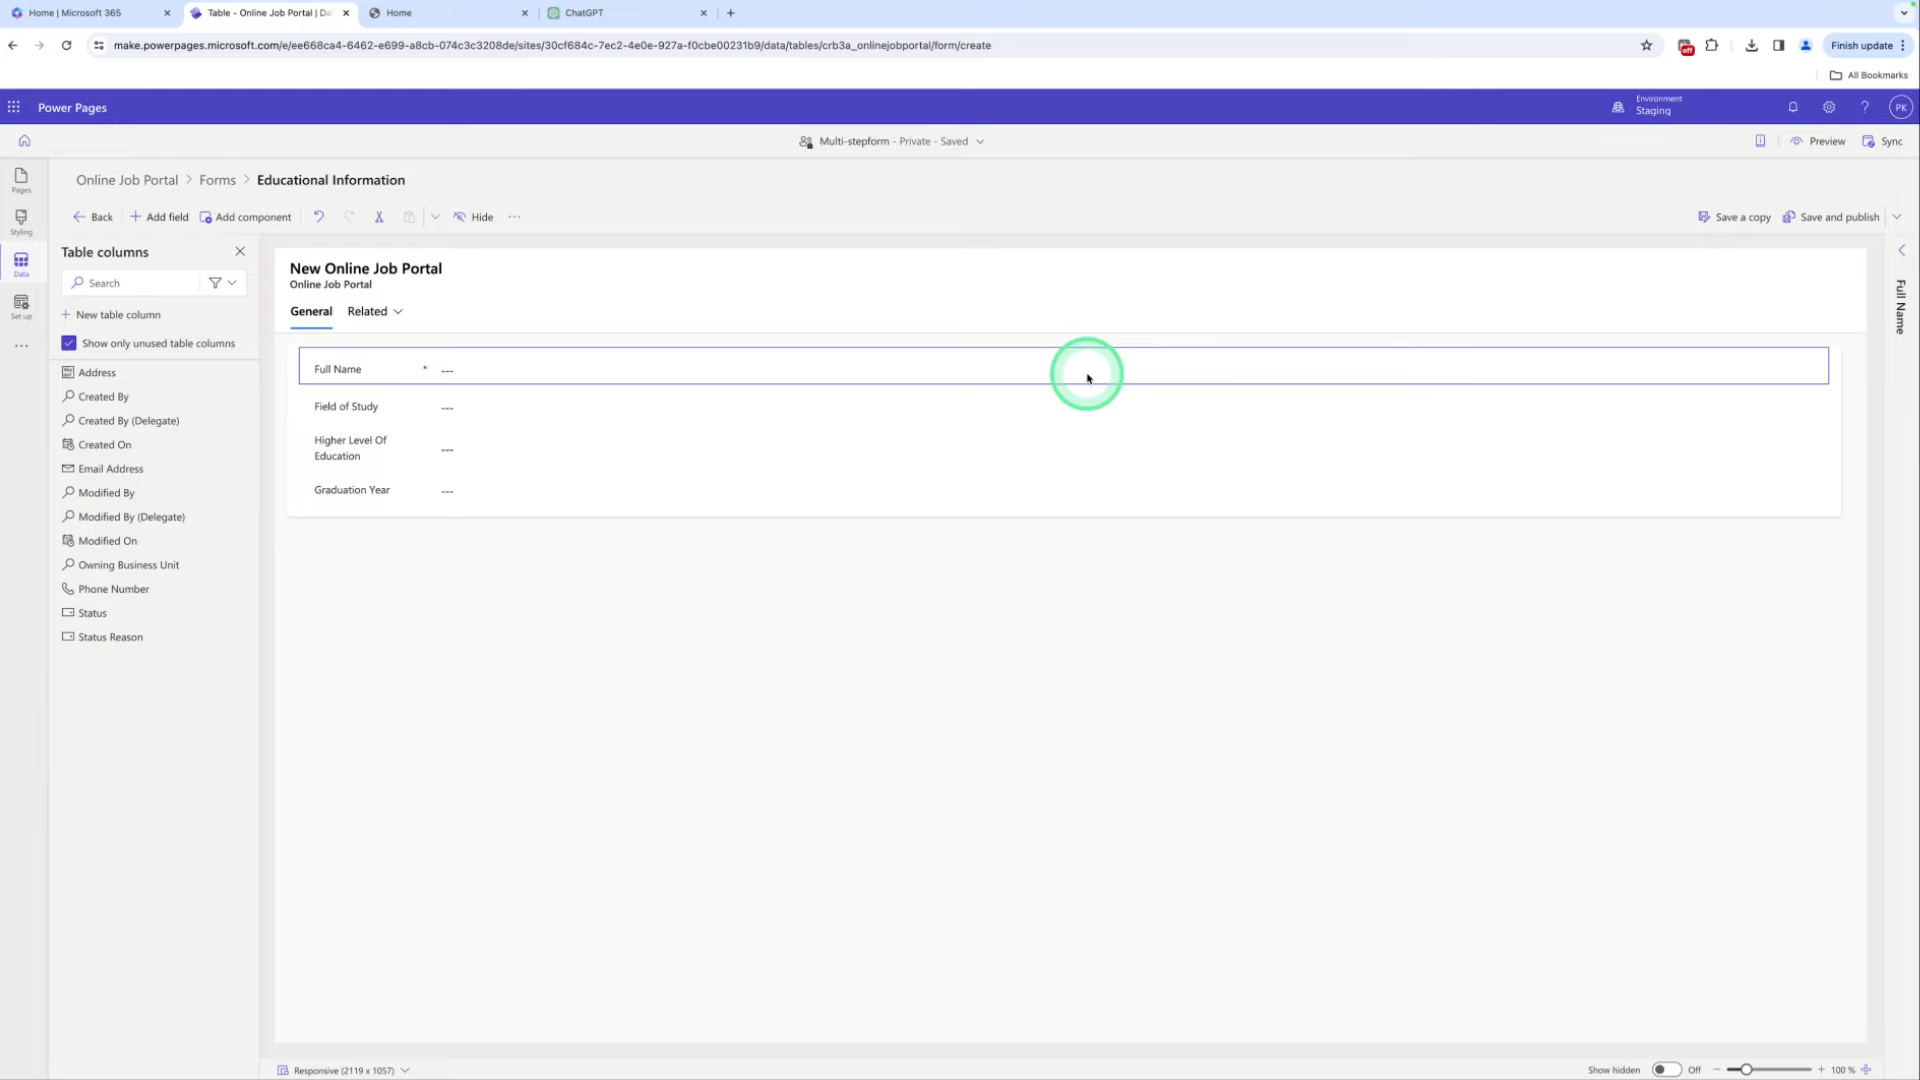 Home | Microsoft 365
Table - Online Job Portal | Da
Home
ChatGPT
make.powerpages.microsoft.com/e/ee668ca4-6462-e699-a8cb-074c3c3208de/sites/30cf684c-7ec2-4e0e-927a-f0cbe00231b9/data/tables/crb3a_onlinejobportal/form/create
off
Finish update
All Bookmarks
Power Pages
Environment
Staging
PK
Multi-stepform - Private - Saved
Preview
Sync
Pages
Styling
Data
Set up
Online Job Portal > Forms > Educational Information
Back
Add field
Add component
Hide
Save a copy
Save and publish
Table columns
Search
New table column
Show only unused table columns
Address
Created By
Created By (Delegate)
Created On
Email Address
Modified By
Modified By (Delegate)
Modified On
Owning Business Unit
Phone Number
Status
Status Reason
New Online Job Portal
Online Job Portal
General
Related
Full Name * ---
Field of Study ---
Higher Level Of
Education ---
Graduation Year ---
Full Name
Responsive (2119 x 1057)
Show hidden
Off
100 %